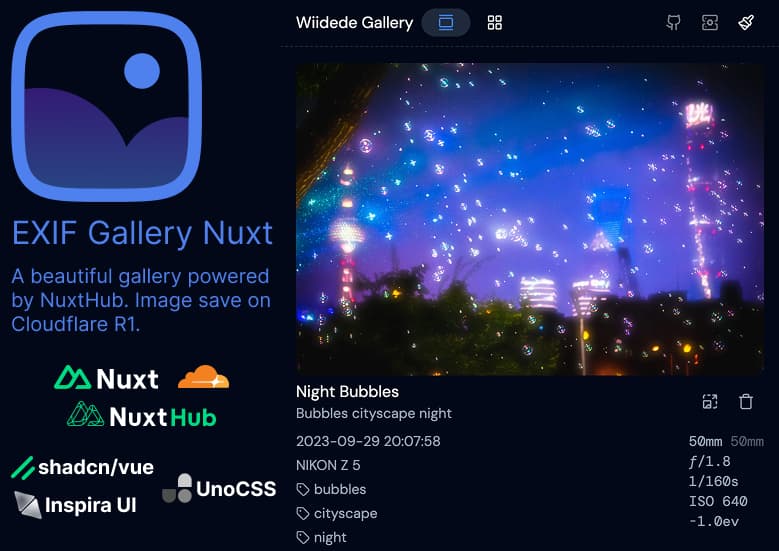 EXIF Gallery Nuxt
A beautiful gallery powered
by NuxtHub. Image save on
Cloudflare R1.
Nuxt
NuxtHub
shadcn/vue
UnoCSS
Inspira UI
Wiidede Gallery
Night Bubbles
Bubbles cityscape night
2023-09-29 20:07:58
NIKON Z 5
bubbles
cityscape
night
50mm 50mm
ƒ/1.8
1/160s
ISO 640
-1.0ev